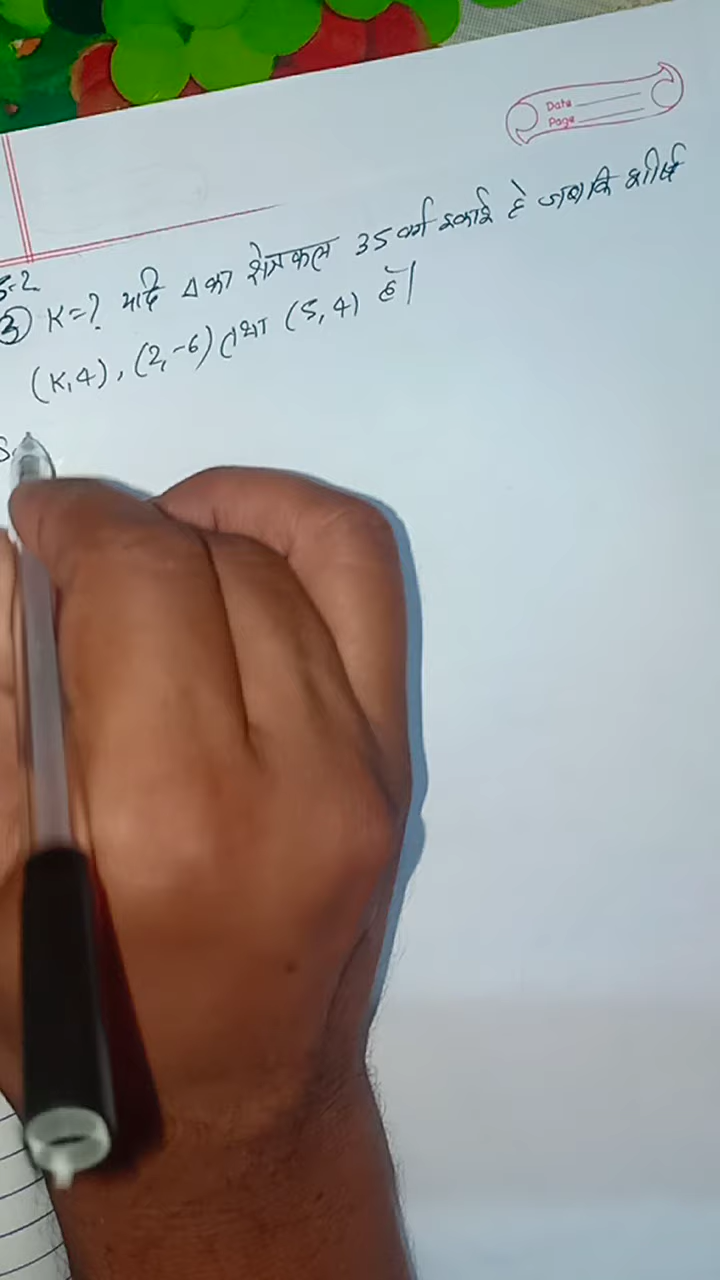 Date
Page
③ K=? यदि Δ का क्षेत्रफल 35 वर्ग इकाई है जबकि शीर्ष
(K,4), (2,-6) तथा (5,4) हों।